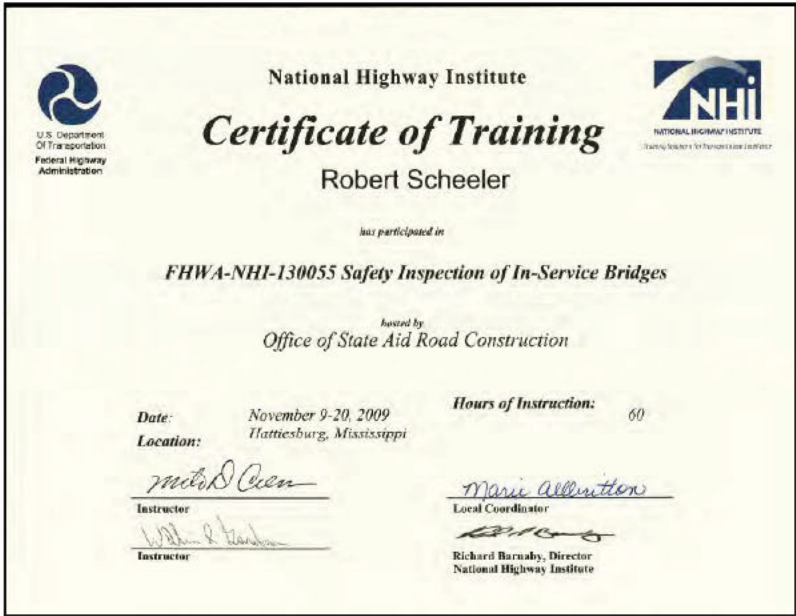 National Highway Institute
U.S. Department
Of Transportation
Federal Highway
Administration
NHi
NATIONAL HIGHWAY INSTITUTE
Certificate of Training
Robert Scheeler
has participated in
FHWA-NHI-130055 Safety Inspection of In-Service Bridges
hosted by
Office of State Aid Road Construction
Date: November 9-20, 2009
Location: Hattiesburg, Mississippi
Hours of Instruction: 60
Instructor
Marie
Local Coordinator
Instructor
Richard Barnaby, Director
National Highway Institute